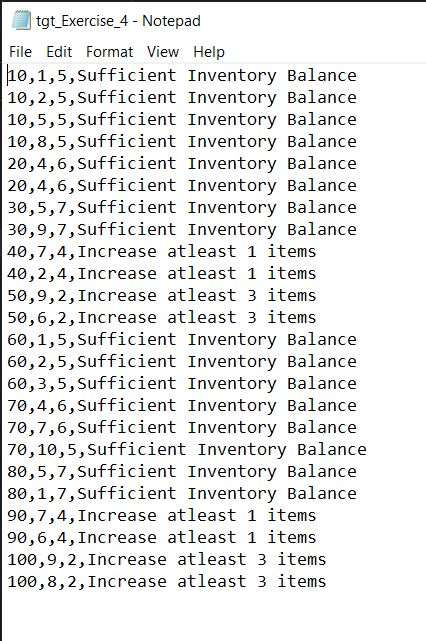 tgt_Exercise_4 - Notepad
File Edit Format View Help
10,1,5,Sufficient Inventory Balance
10,2,5,Sufficient Inventory Balance
10,5,5,Sufficient Inventory Balance
10,8,5,Sufficient Inventory Balance
20,4,6,Sufficient Inventory Balance
20,4,6,Sufficient Inventory Balance
30,5,7,Sufficient Inventory Balance
30,9,7,Sufficient Inventory Balance
40,7,4,Increase atleast 1 items
40,2,4,Increase atleast 1 items
50,9,2,Increase atleast 3 items
50,6,2,Increase atleast 3 items
60,1,5,Sufficient Inventory Balance
60,2,5,Sufficient Inventory Balance
60,3,5,Sufficient Inventory Balance
70,4,6,Sufficient Inventory Balance
70,7,6,Sufficient Inventory Balance
70,10,5,Sufficient Inventory Balance
80,5,7,Sufficient Inventory Balance
80,1,7,Sufficient Inventory Balance
90,7,4,Increase atleast 1 items
90,6,4,Increase atleast 1 items
100,9,2,Increase atleast 3 items
100,8,2,Increase atleast 3 items